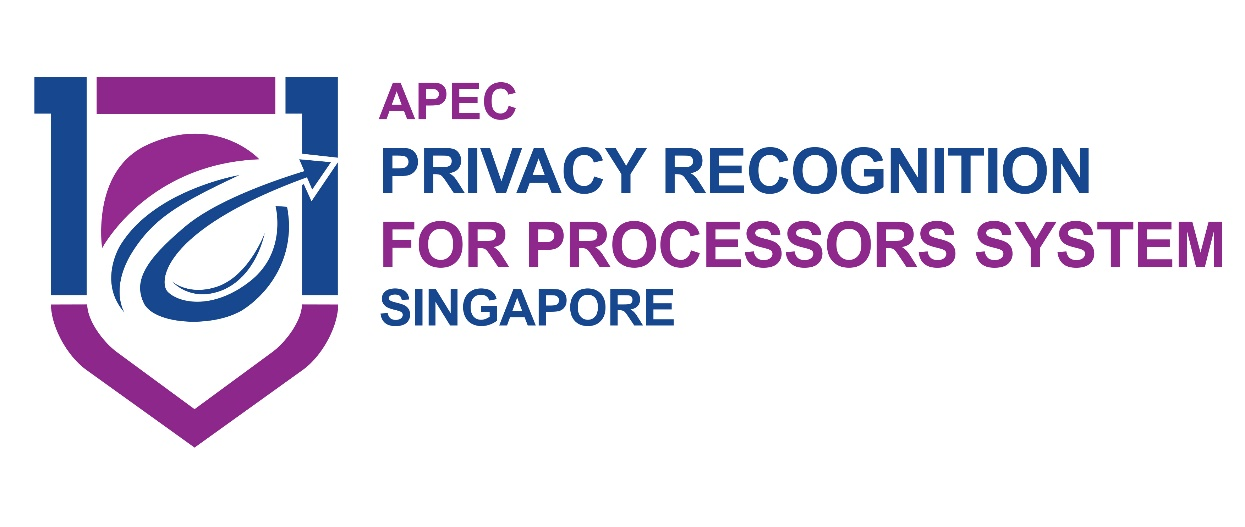 APEC
PRIVACY RECOGNITION
FOR PROCESSORS SYSTEM
SINGAPORE